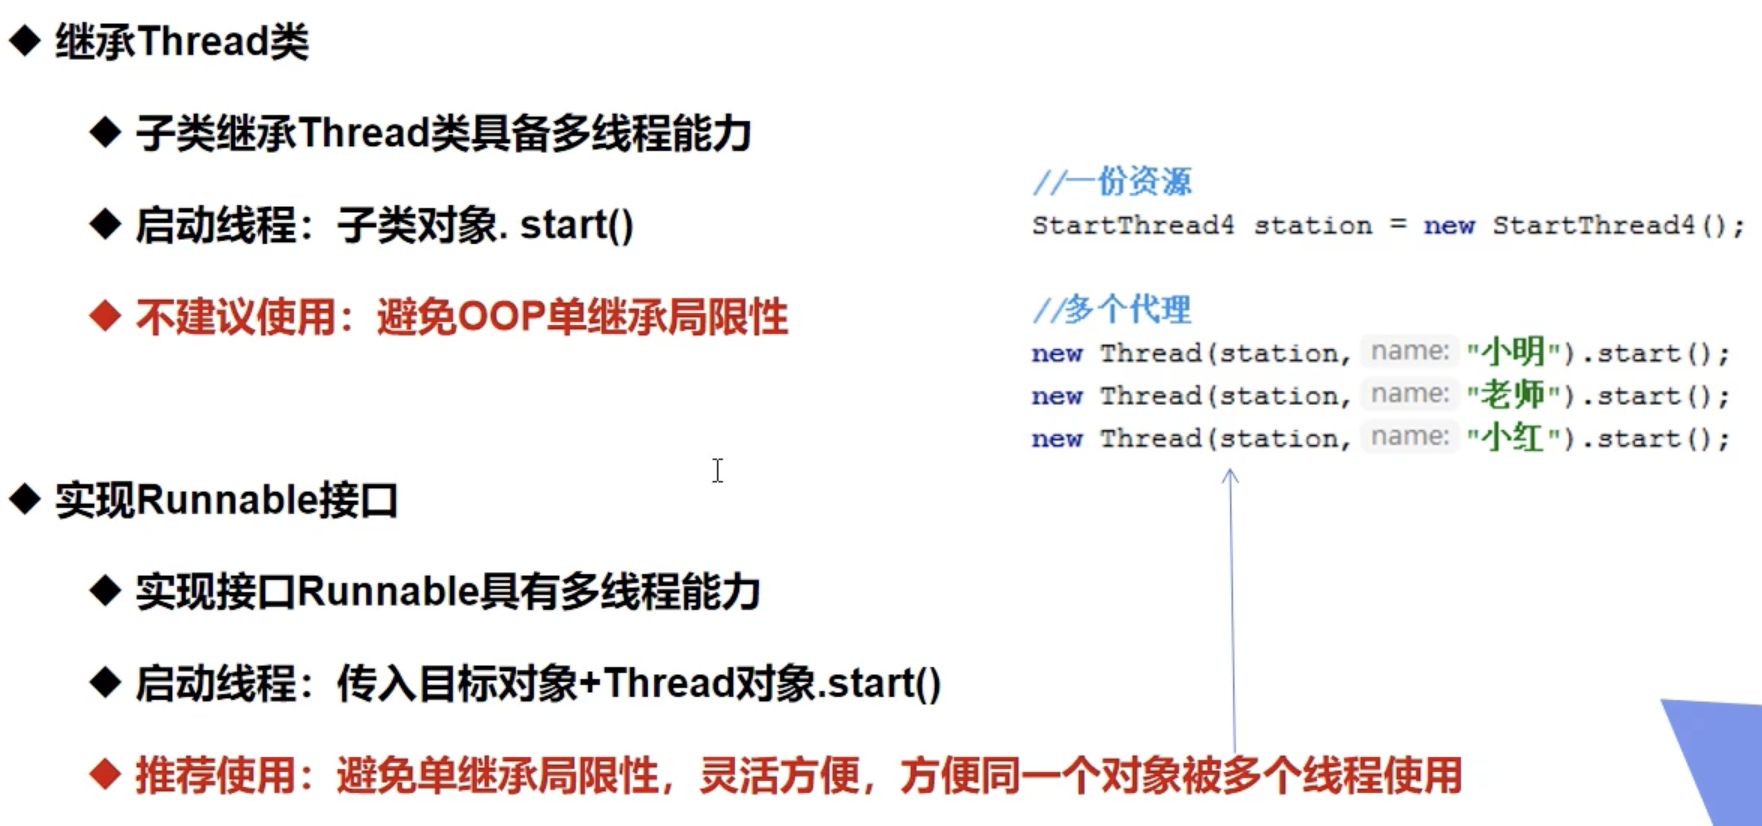 ◆ 继承Thread类
◆ 子类继承Thread类具备多线程能力
◆ 启动线程：子类对象. start()
◆ 不建议使用：避免OOP单继承局限性
◆ 实现Runnable接口
◆ 实现接口Runnable具有多线程能力
◆ 启动线程：传入目标对象+Thread对象.start()
◆ 推荐使用：避免单继承局限性，灵活方便，方便同一个对象被多个线程使用
//一份资源
StartThread4 station = new StartThread4();
//多个代理
new Thread(station, name: "小明").start();
new Thread(station, name: "老师").start();
new Thread(station, name: "小红").start();